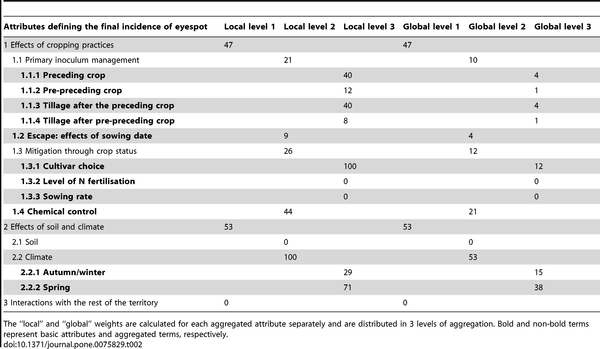 Attributes defining the final incidence of eyespot Local level 1 Local level 2 Local level 3 Global level 1 Global level 2 Global level 3
1 Effects of cropping practices 47 47
1.1 Primary inoculum management 21 10
1.1.1 Preceding crop 40 4
1.1.2 Pre-preceding crop 12 1
1.1.3 Tillage after the preceding crop 40 4
1.1.4 Tillage after pre-preceding crop 8 1
1.2 Escape: effects of sowing date 9 4
1.3 Mitigation through crop status 26 12
1.3.1 Cultivar choice 100 12
1.3.2 Level of N fertilisation 0 0
1.3.3 Sowing rate 0 0
1.4 Chemical control 44 21
2 Effects of soil and climate 53 53
2.1 Soil 0 0
2.2 Climate 100 53
2.2.1 Autumn/winter 29 15
2.2.2 Spring 71 38
3 Interactions with the rest of the territory 0 0
The "local" and "global" weights are calculated for each aggregated attribute separately and are distributed in 3 levels of aggregation. Bold and non-bold terms
represent basic attributes and aggregated terms, respectively.
doi:10.1371/journal.pone.0075829.t002